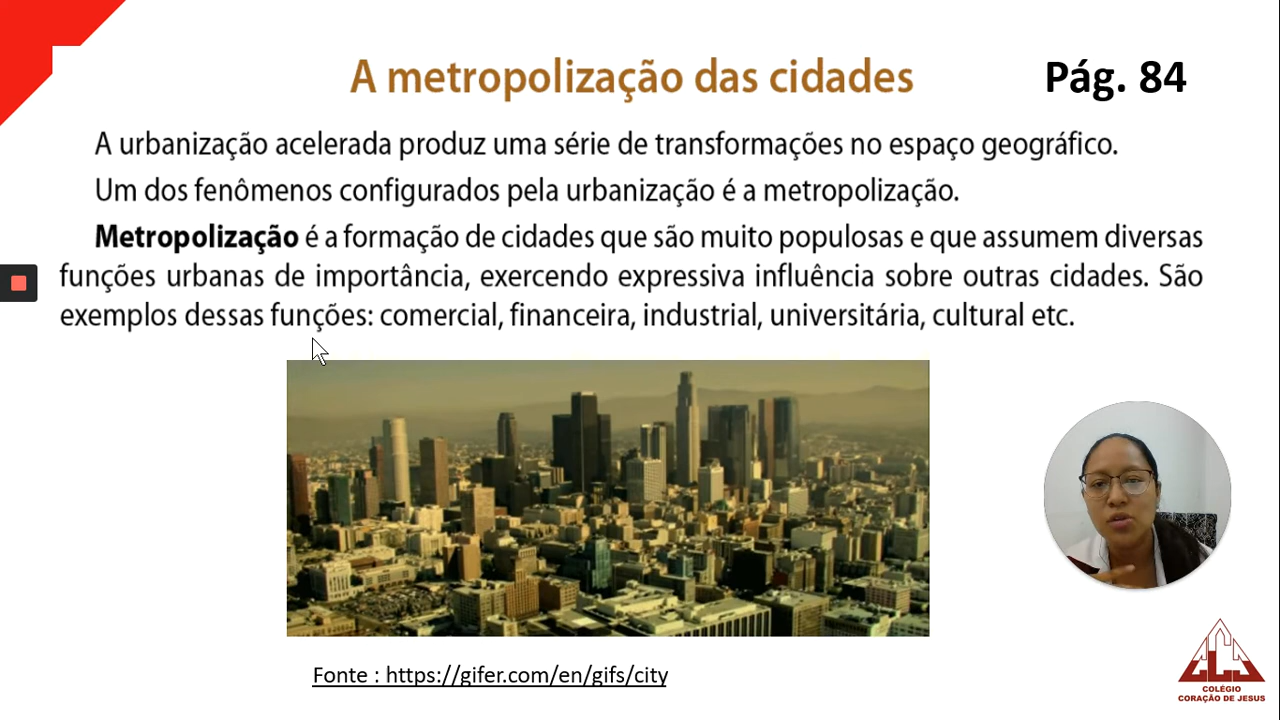 A metropolização das cidades
Pág. 84
A urbanização acelerada produz uma série de transformações no espaço geográfico.
Um dos fenômenos configurados pela urbanização é a metropolização.
Metropolização é a formação de cidades que são muito populosas e que assumem diversas
funções urbanas de importância, exercendo expressiva influência sobre outras cidades. São
exemplos dessas funções: comercial, financeira, industrial, universitária, cultural etc.
Fonte : https://gifer.com/en/gifs/city
CCJ
COLÉGIO
CORAÇÃO DE JESUS